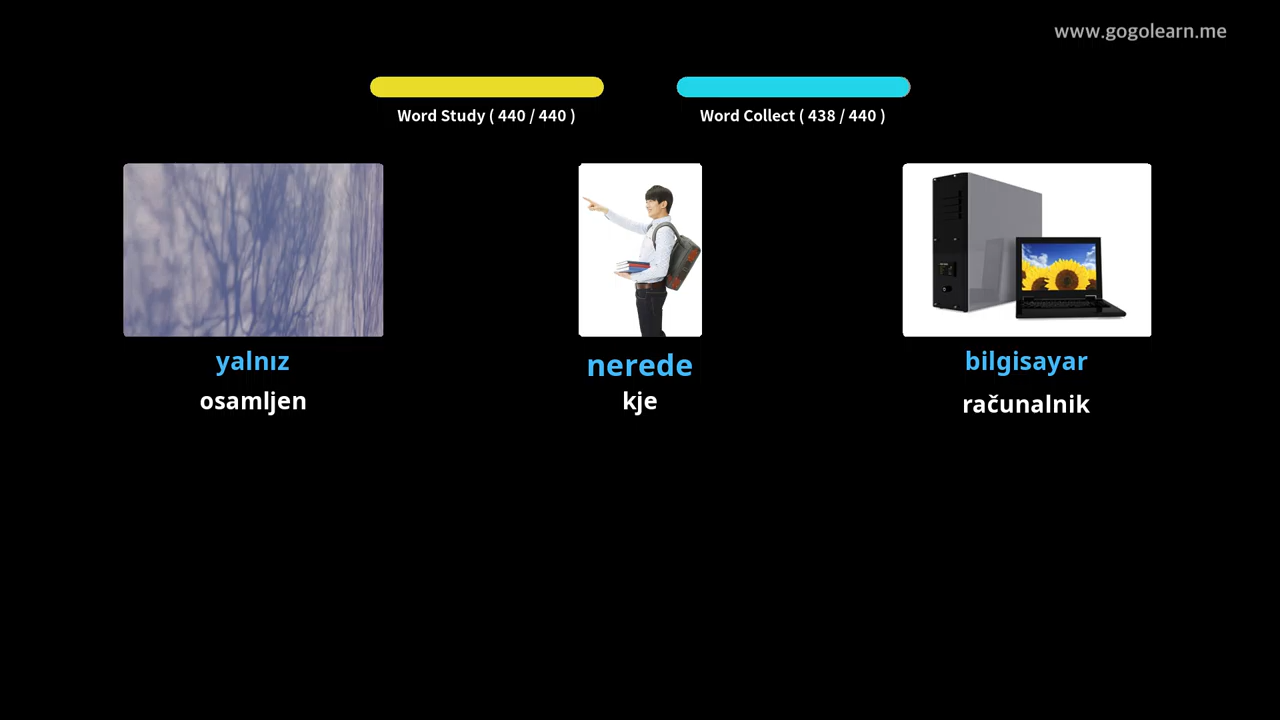 www.gogolearn.me
Word Study ( 440 / 440 )
Word Collect ( 438 / 440 )
yalnız
osamljen
nerede
kje
bilgisayar
računalnik